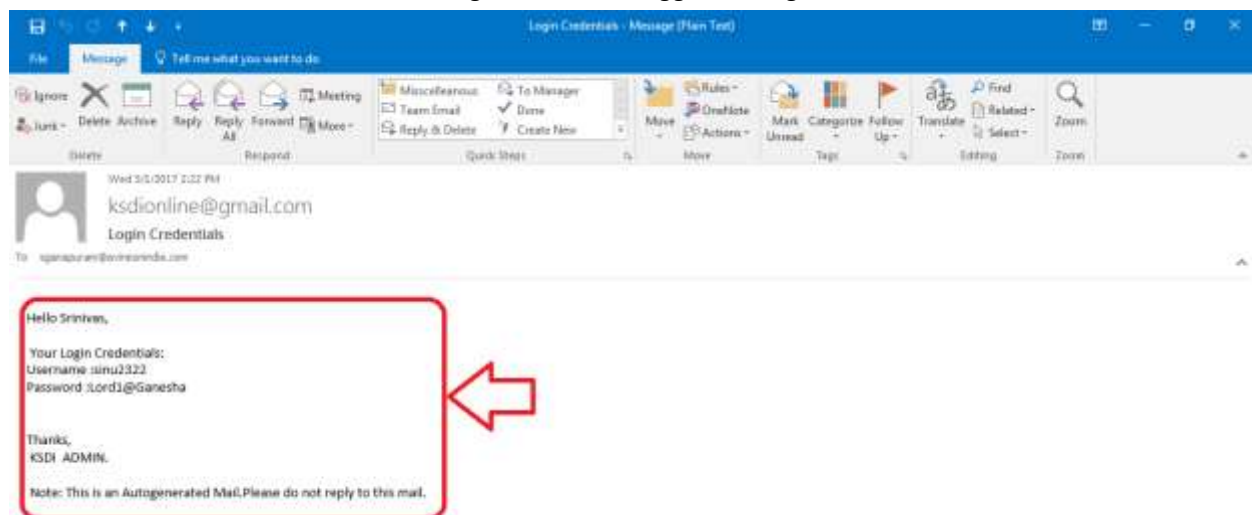 Login Credentials - Message (Plain Text)
File Message Tell me what you want to do
Ignore
Junk
Delete Archive
Reply Reply All Forward
Meeting
More
Miscellaneous To Manager
Team Email Done
Reply & Delete Create New
Move
Rules
OneNote
Actions
Mark Unread Categorize Follow Up
Translate
Find
Related
Select
Zoom
Delete Respond Quick Steps Move Tags Editing Zoom
2:22 PM
ksdionline@gmail.com
Login Credentials
To
Hello Srinivas,
Your Login Credentials:
Username :sinu2322
Password :Lord1@Ganesha
Thanks,
KSDI ADMIN.
Note: This is an Autogenerated Mail.Please do not reply to this mail.